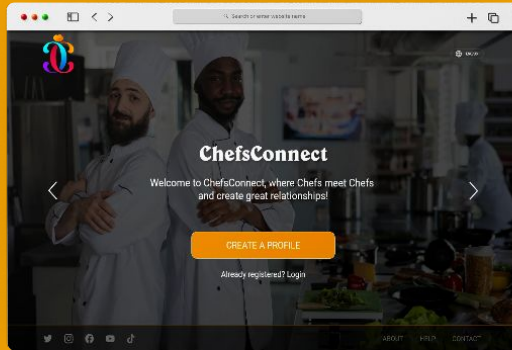 Search or enter website name
ChefsConnect
Welcome to ChefsConnect, where Chefs meet Chefs
and create great relationships!
CREATE A PROFILE
Already registered? Login
ABOUT HELP! CONTACT